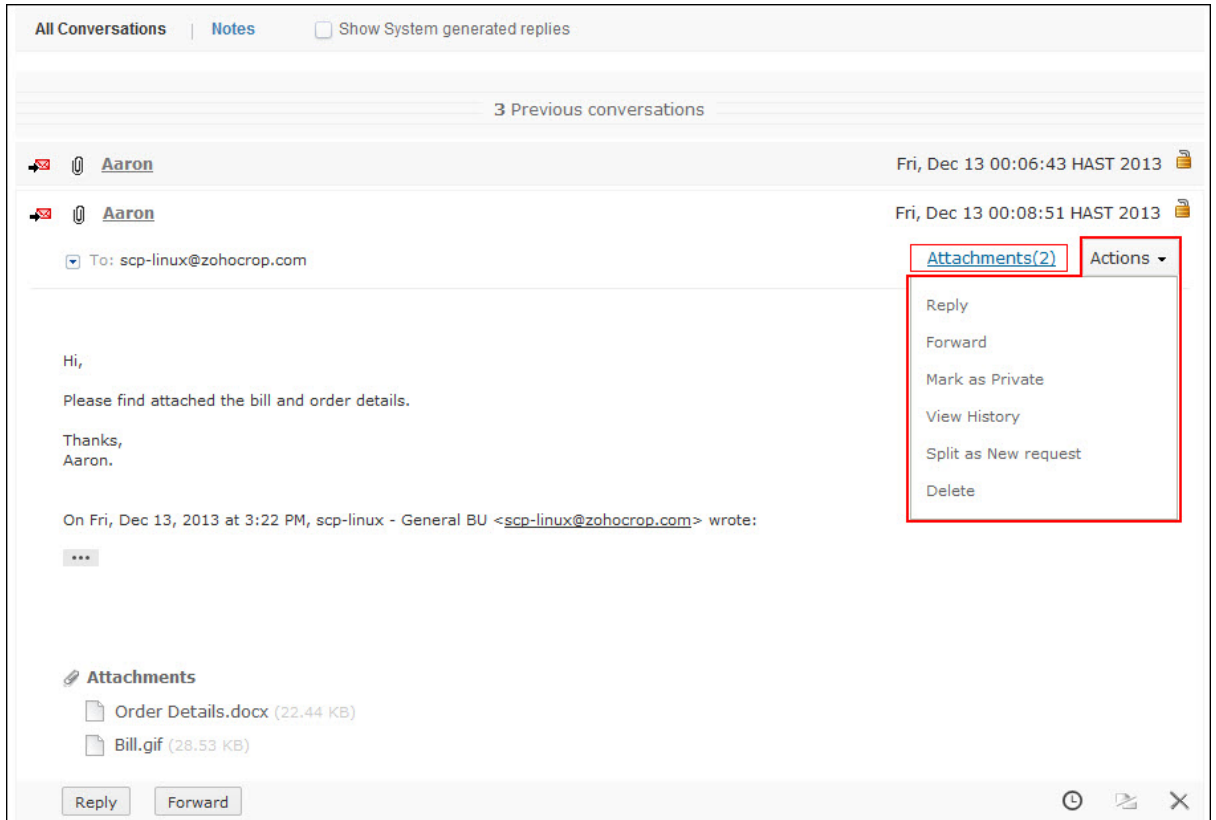 All Conversations | Notes Show System generated replies
3 Previous conversations
Aaron Fri, Dec 13 00:06:43 HAST 2013
Aaron Fri, Dec 13 00:08:51 HAST 2013
To: scp-linux@zohocrop.com Attachments(2) Actions
Reply
Forward
Mark as Private
View History
Split as New request
Delete
Hi,
Please find attached the bill and order details.
Thanks,
Aaron.
On Fri, Dec 13, 2013 at 3:22 PM, scp-linux - General BU <scp-linux@zohocrop.com> wrote:
•••
Attachments
Order Details.docx (22.44 KB)
Bill.gif (28.53 KB)
Reply Forward